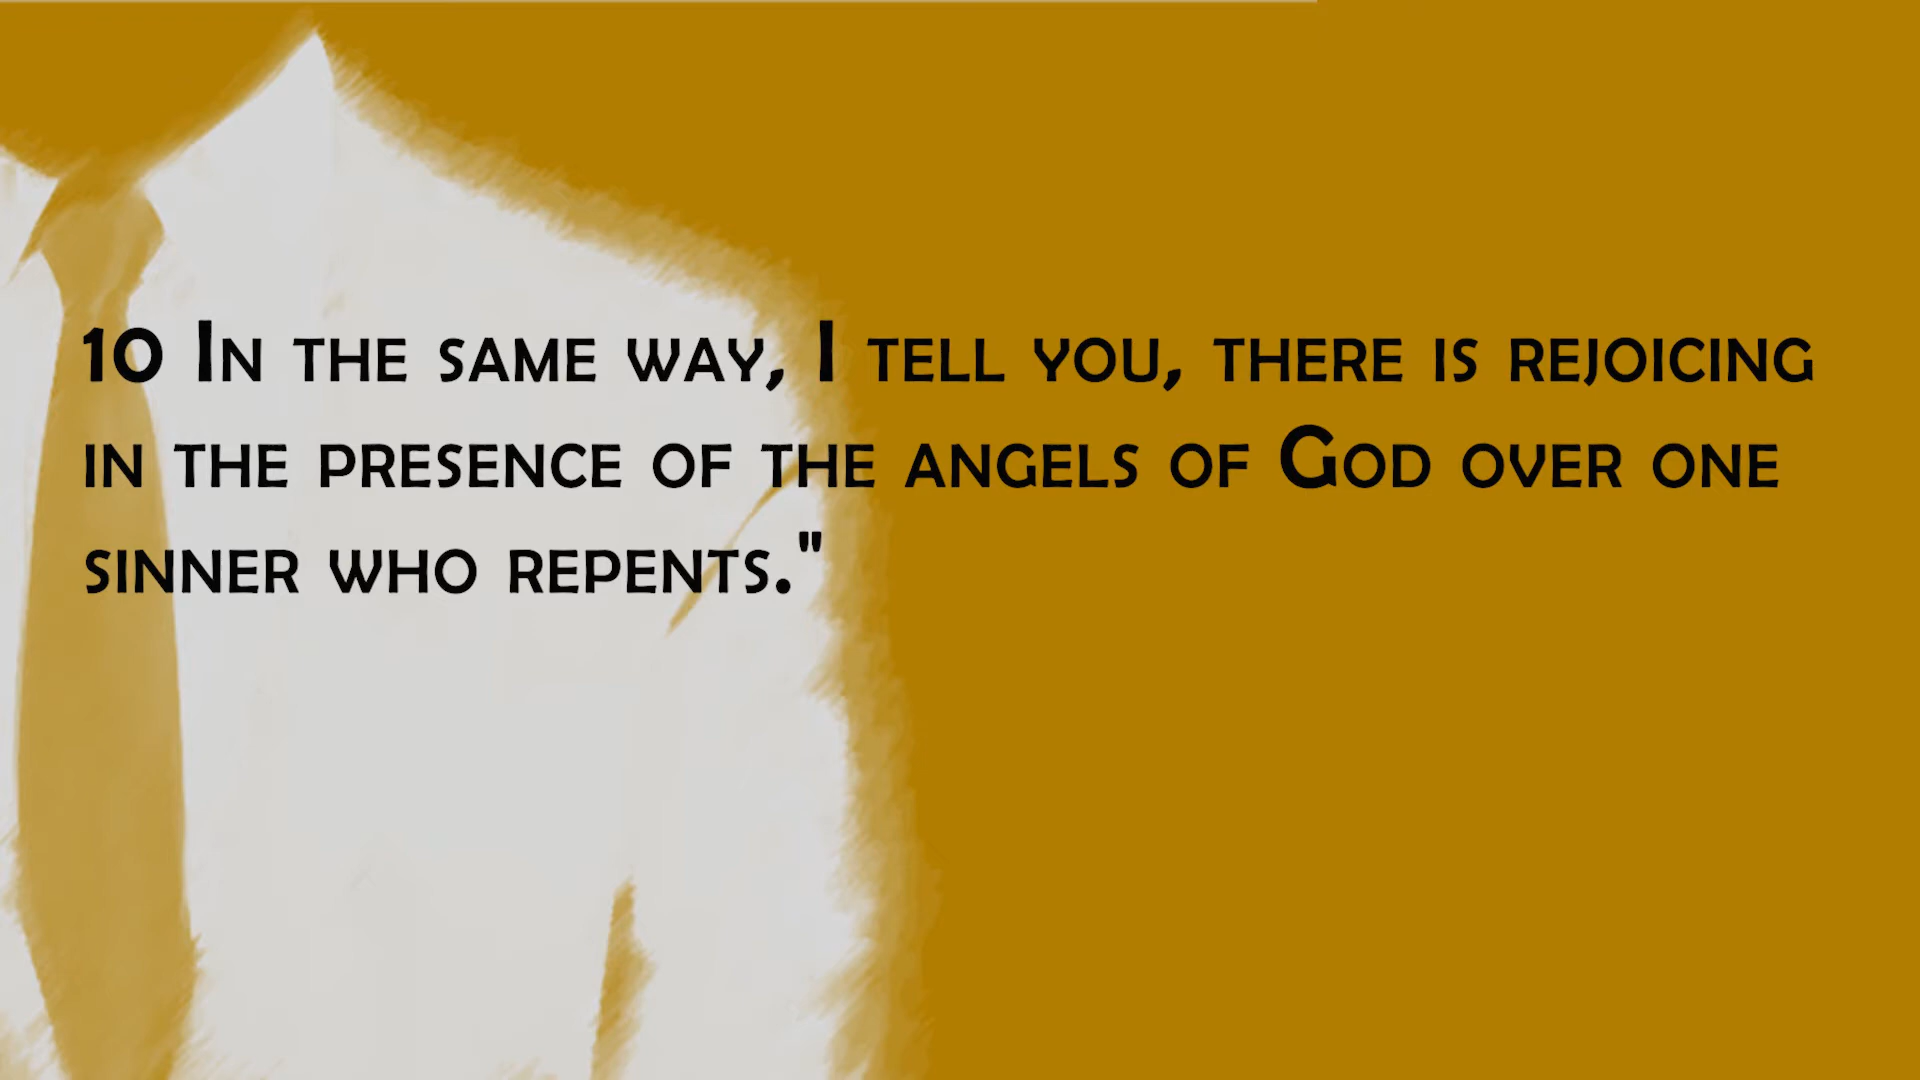 10 In the same way, I tell you, there is rejoicing
in the presence of the angels of God over one
sinner who repents."